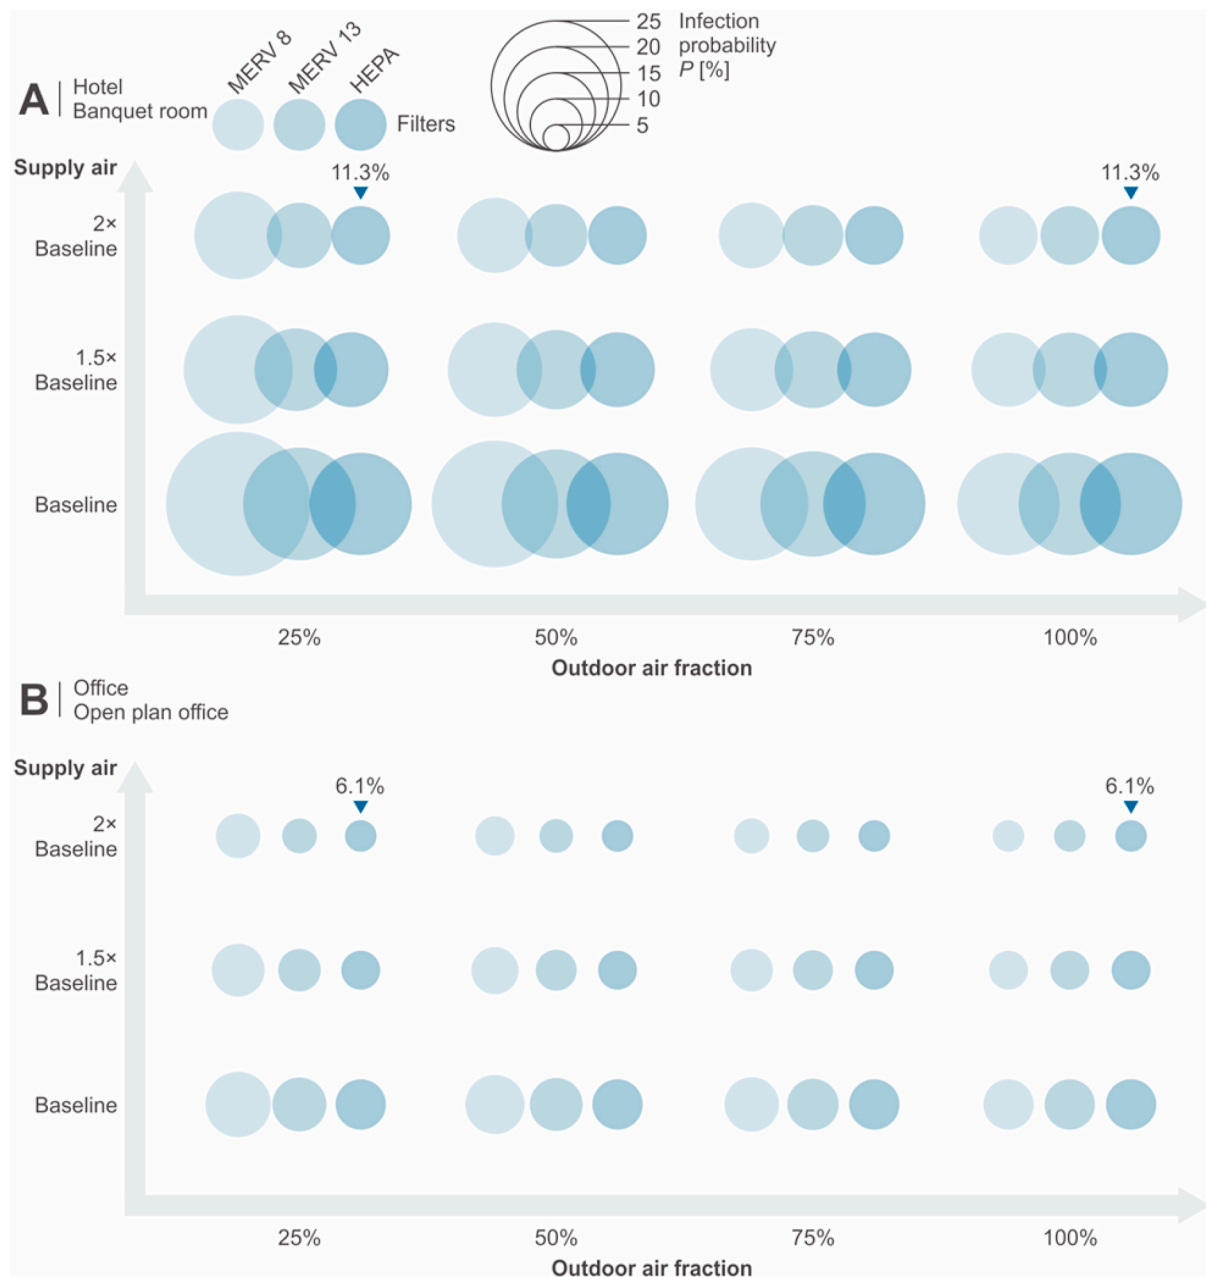 A
Hotel
Banquet room
MERV 8
MERV 13
HEPA
Filters
25
20
15
10
5
Infection
probability
P [%]
Supply air
11.3%
11.3%
2×
Baseline
1.5×
Baseline
Baseline
25%
50%
75%
100%
Outdoor air fraction
B
Office
Open plan office
Supply air
6.1%
6.1%
2×
Baseline
1.5×
Baseline
Baseline
25%
50%
75%
100%
Outdoor air fraction